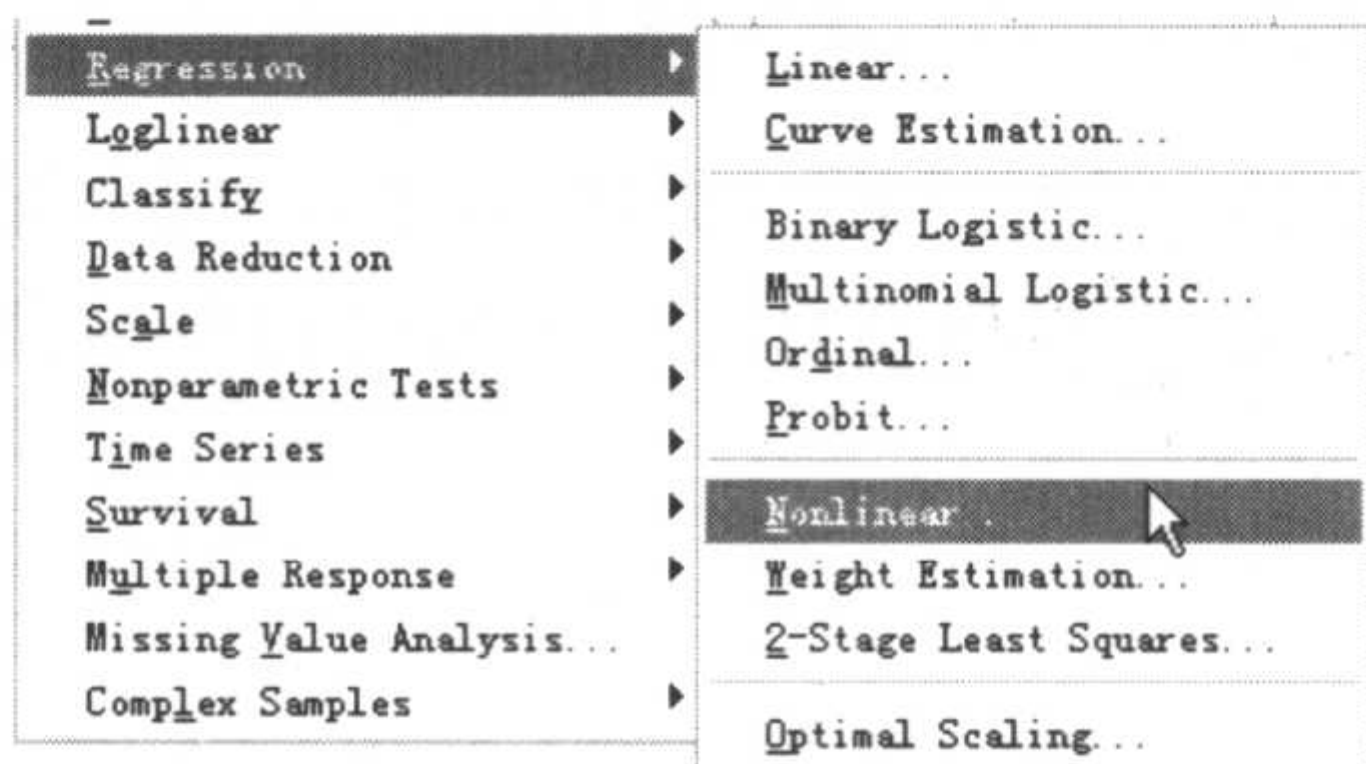 Regression
Loglinear
Classify
Data Reduction
Scale
Nonparametric Tests
Time Series
Survival
Multiple Response
Missing Value Analysis...
Complex Samples
Linear...
Curve Estimation...
Binary Logistic...
Multinomial Logistic...
Ordinal...
Probit...
Nonlinear..
Weight Estimation...
2-Stage Least Squares...
Optimal Scaling...